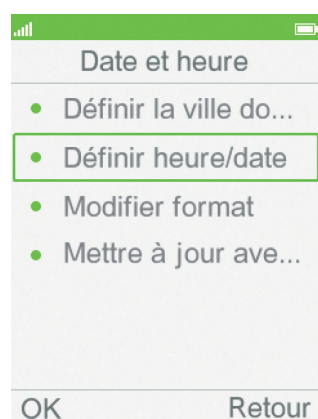 Date et heure
Définir la ville do...
Définir heure/date
Modifier format
Mettre à jour ave...
OK Retour